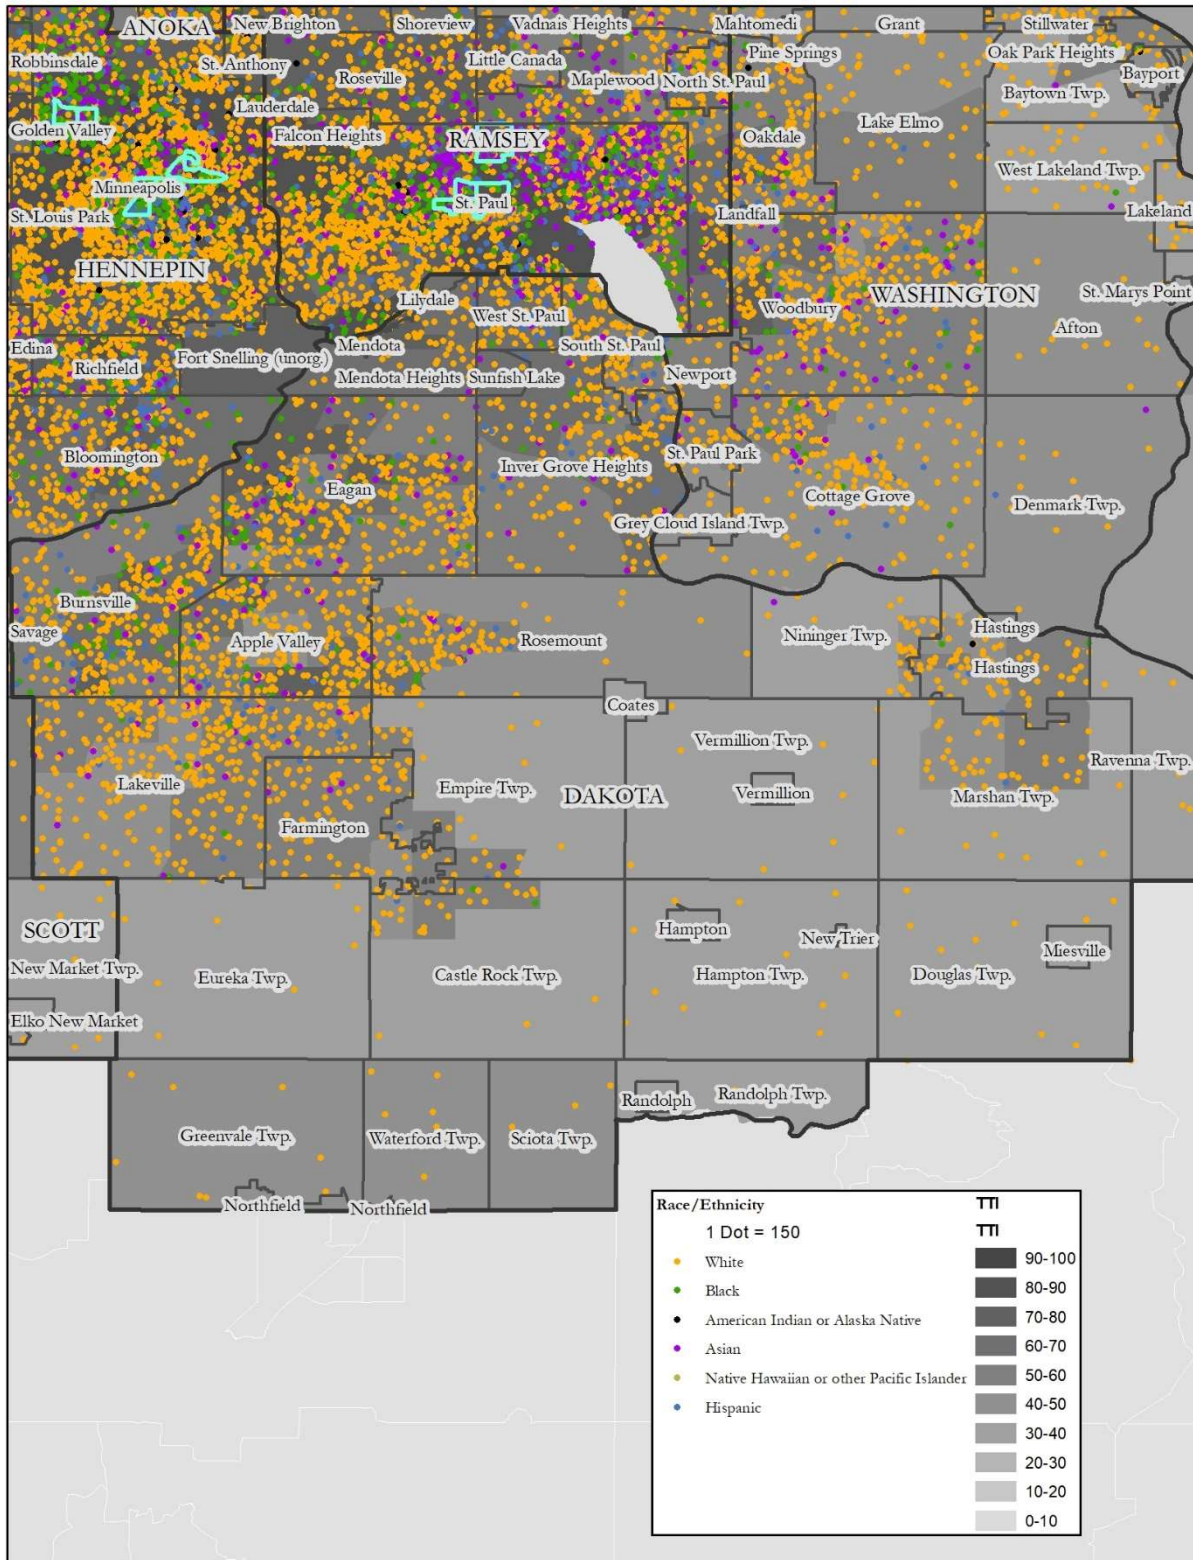 ANOKA
New Brighton
Shoreview
Vadnais Heights
Mahtomedi
Grant
Stillwater
Robbinsdale
St. Anthony
Roseville
Little Canada
Maplewood
North St. Paul
Pine Springs
Oak Park Heights
Bayport
Baytown Twp.
Golden Valley
Lauderdale
Falcon Heights
RAMSEY
Oakdale
Lake Elmo
West Lakeland Twp.
Minneapolis
St. Louis Park
St. Paul
Landfall
Lakeland
HENNEPIN
Lilydale
West St. Paul
Woodbury
WASHINGTON
St. Marys Point
Afton
Edina
Richfield
Fort Snelling (unorg.)
Mendota
Mendota Heights
Sunfish Lake
South St. Paul
Newport
Bloomington
Eagan
Inver Grove Heights
St. Paul Park
Cottage Grove
Denmark Twp.
Grey Cloud Island Twp.
Burnsville
Savage
Apple Valley
Rosemount
Nininger Twp.
Hastings
Hastings
Coates
Vermillion Twp.
Ravenna Twp.
Lakeville
Empire Twp.
DAKOTA
Vermillion
Marshan Twp.
Farmington
SCOTT
Hampton
New Trier
Miesville
New Market Twp.
Eureka Twp.
Castle Rock Twp.
Hampton Twp.
Douglas Twp.
Elko New Market
Randolph
Randolph Twp.
Greenvale Twp.
Waterford Twp.
Sciota Twp.
Northfield
Northfield
Race/Ethnicity
1 Dot = 150
White
Black
American Indian or Alaska Native
Asian
Native Hawaiian or other Pacific Islander
Hispanic
TTI
TTI
90-100
80-90
70-80
60-70
50-60
40-50
30-40
20-30
10-20
0-10